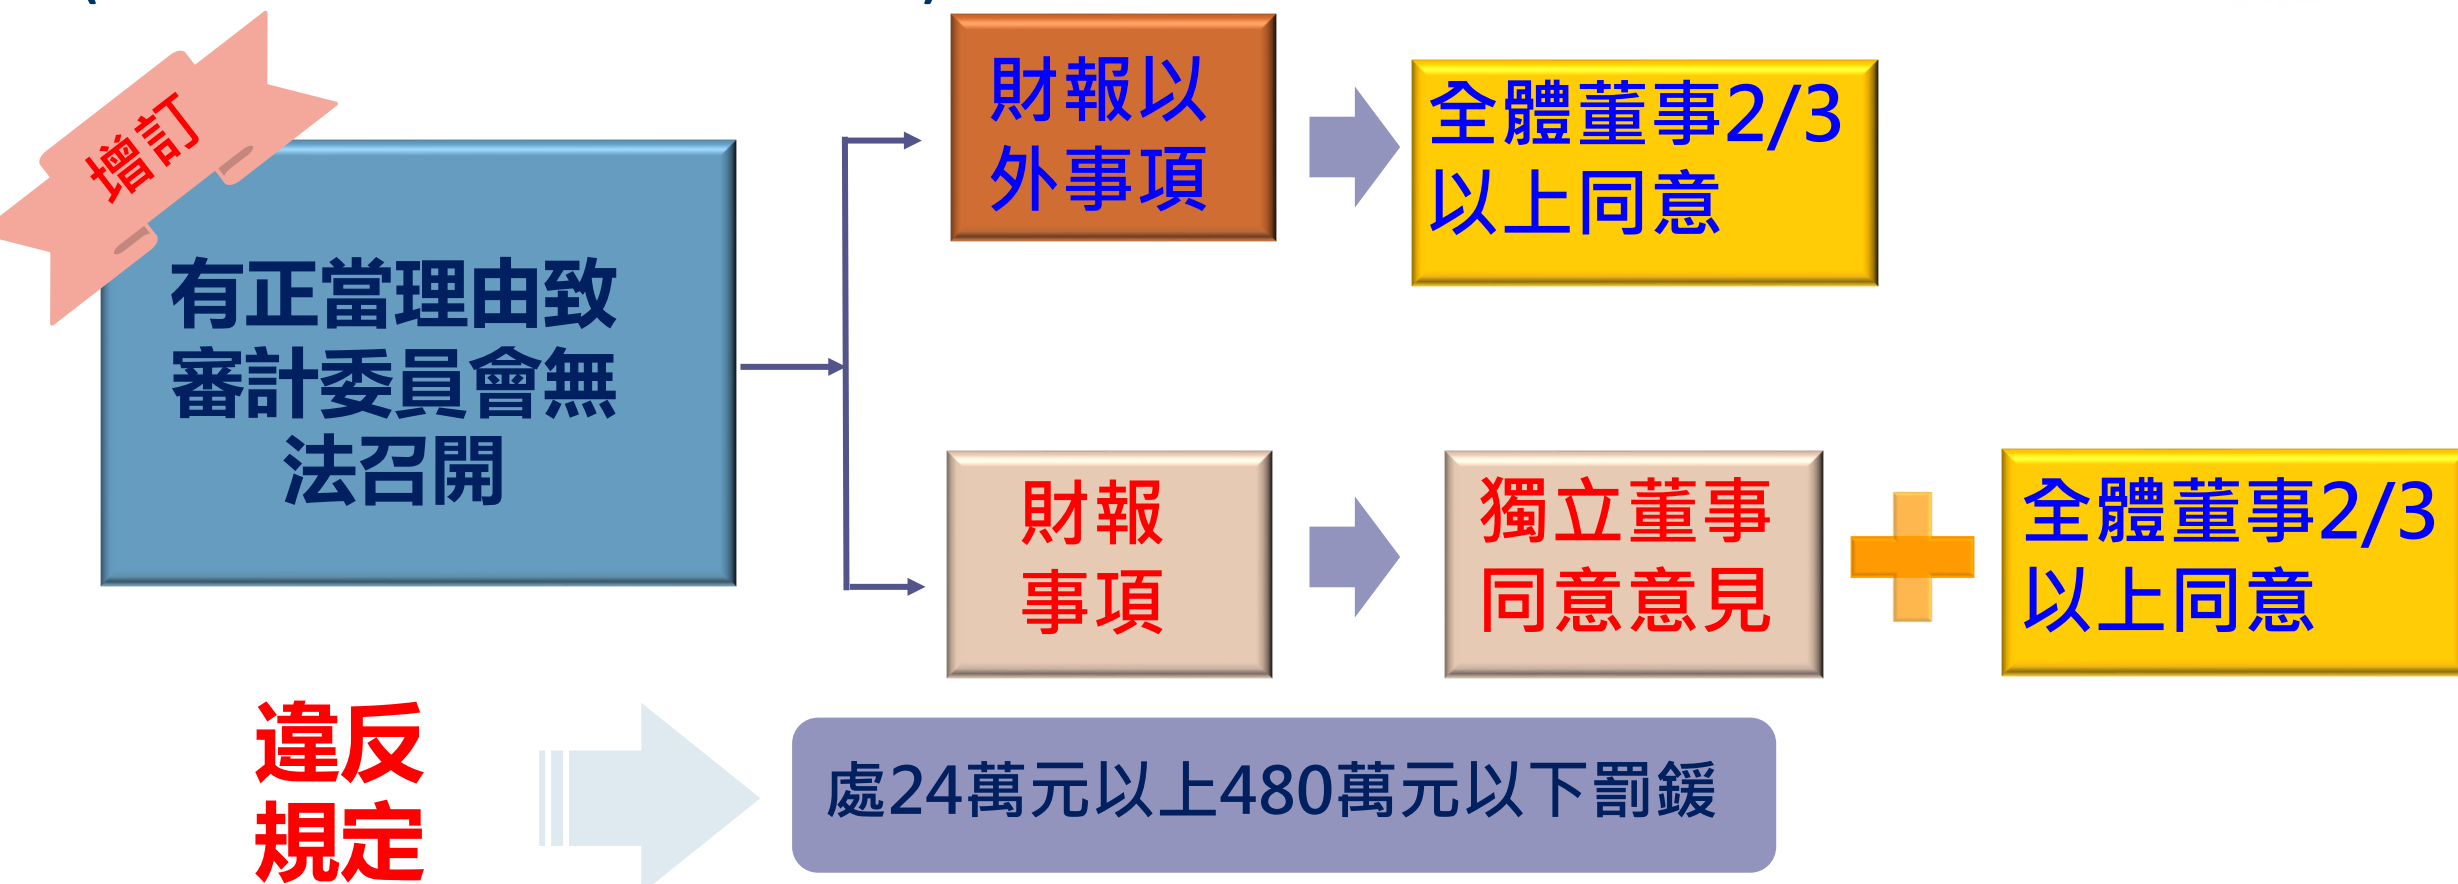 增訂
有正當理由致
審計委員會無
法召開
財報以
外事項
全體董事2/3
以上同意
財報
事項
獨立董事
同意意見
全體董事2/3
以上同意
違反
規定
處24萬元以上480萬元以下罰鍰